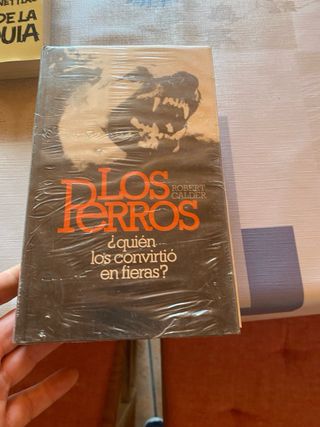 DE LA
LOS
PERROS
ROBERT
CALDER
¿quién
los convirtió
en fieras?